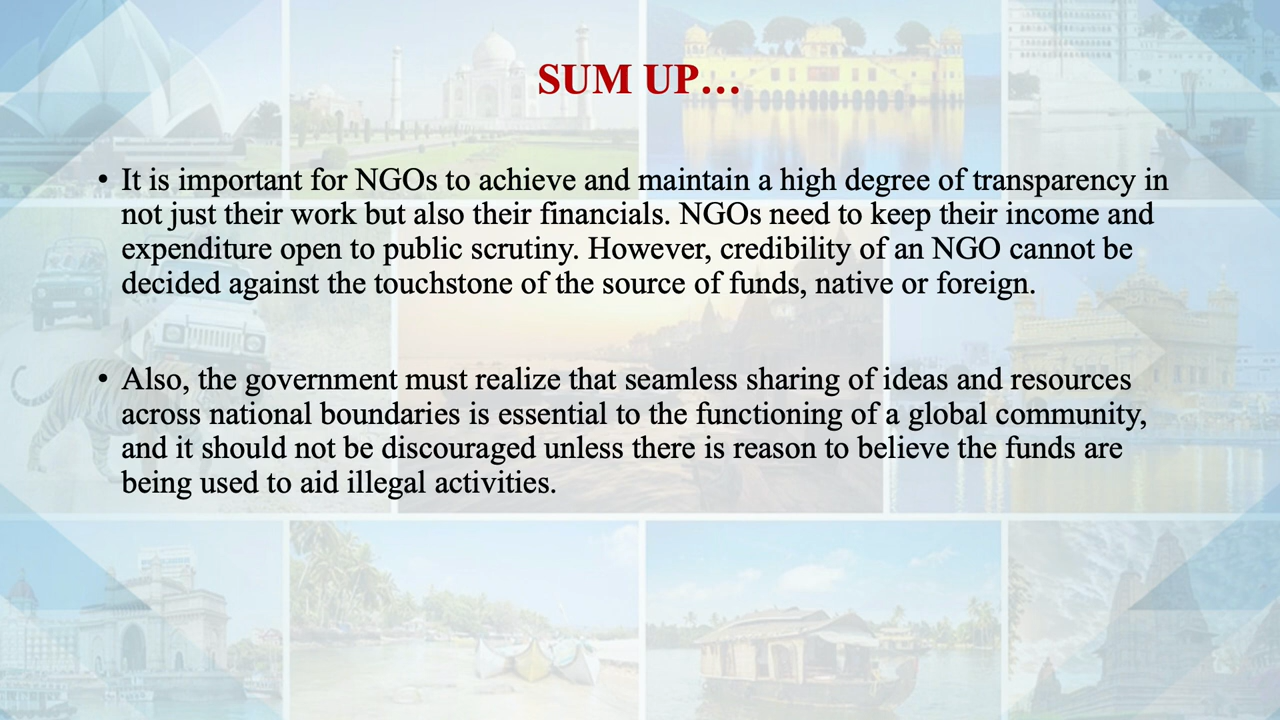 SUM UP…
• It is important for NGOs to achieve and maintain a high degree of transparency in
not just their work but also their financials. NGOs need to keep their income and
expenditure open to public scrutiny. However, credibility of an NGO cannot be
decided against the touchstone of the source of funds, native or foreign.
• Also, the government must realize that seamless sharing of ideas and resources
across national boundaries is essential to the functioning of a global community,
and it should not be discouraged unless there is reason to believe the funds are
being used to aid illegal activities.